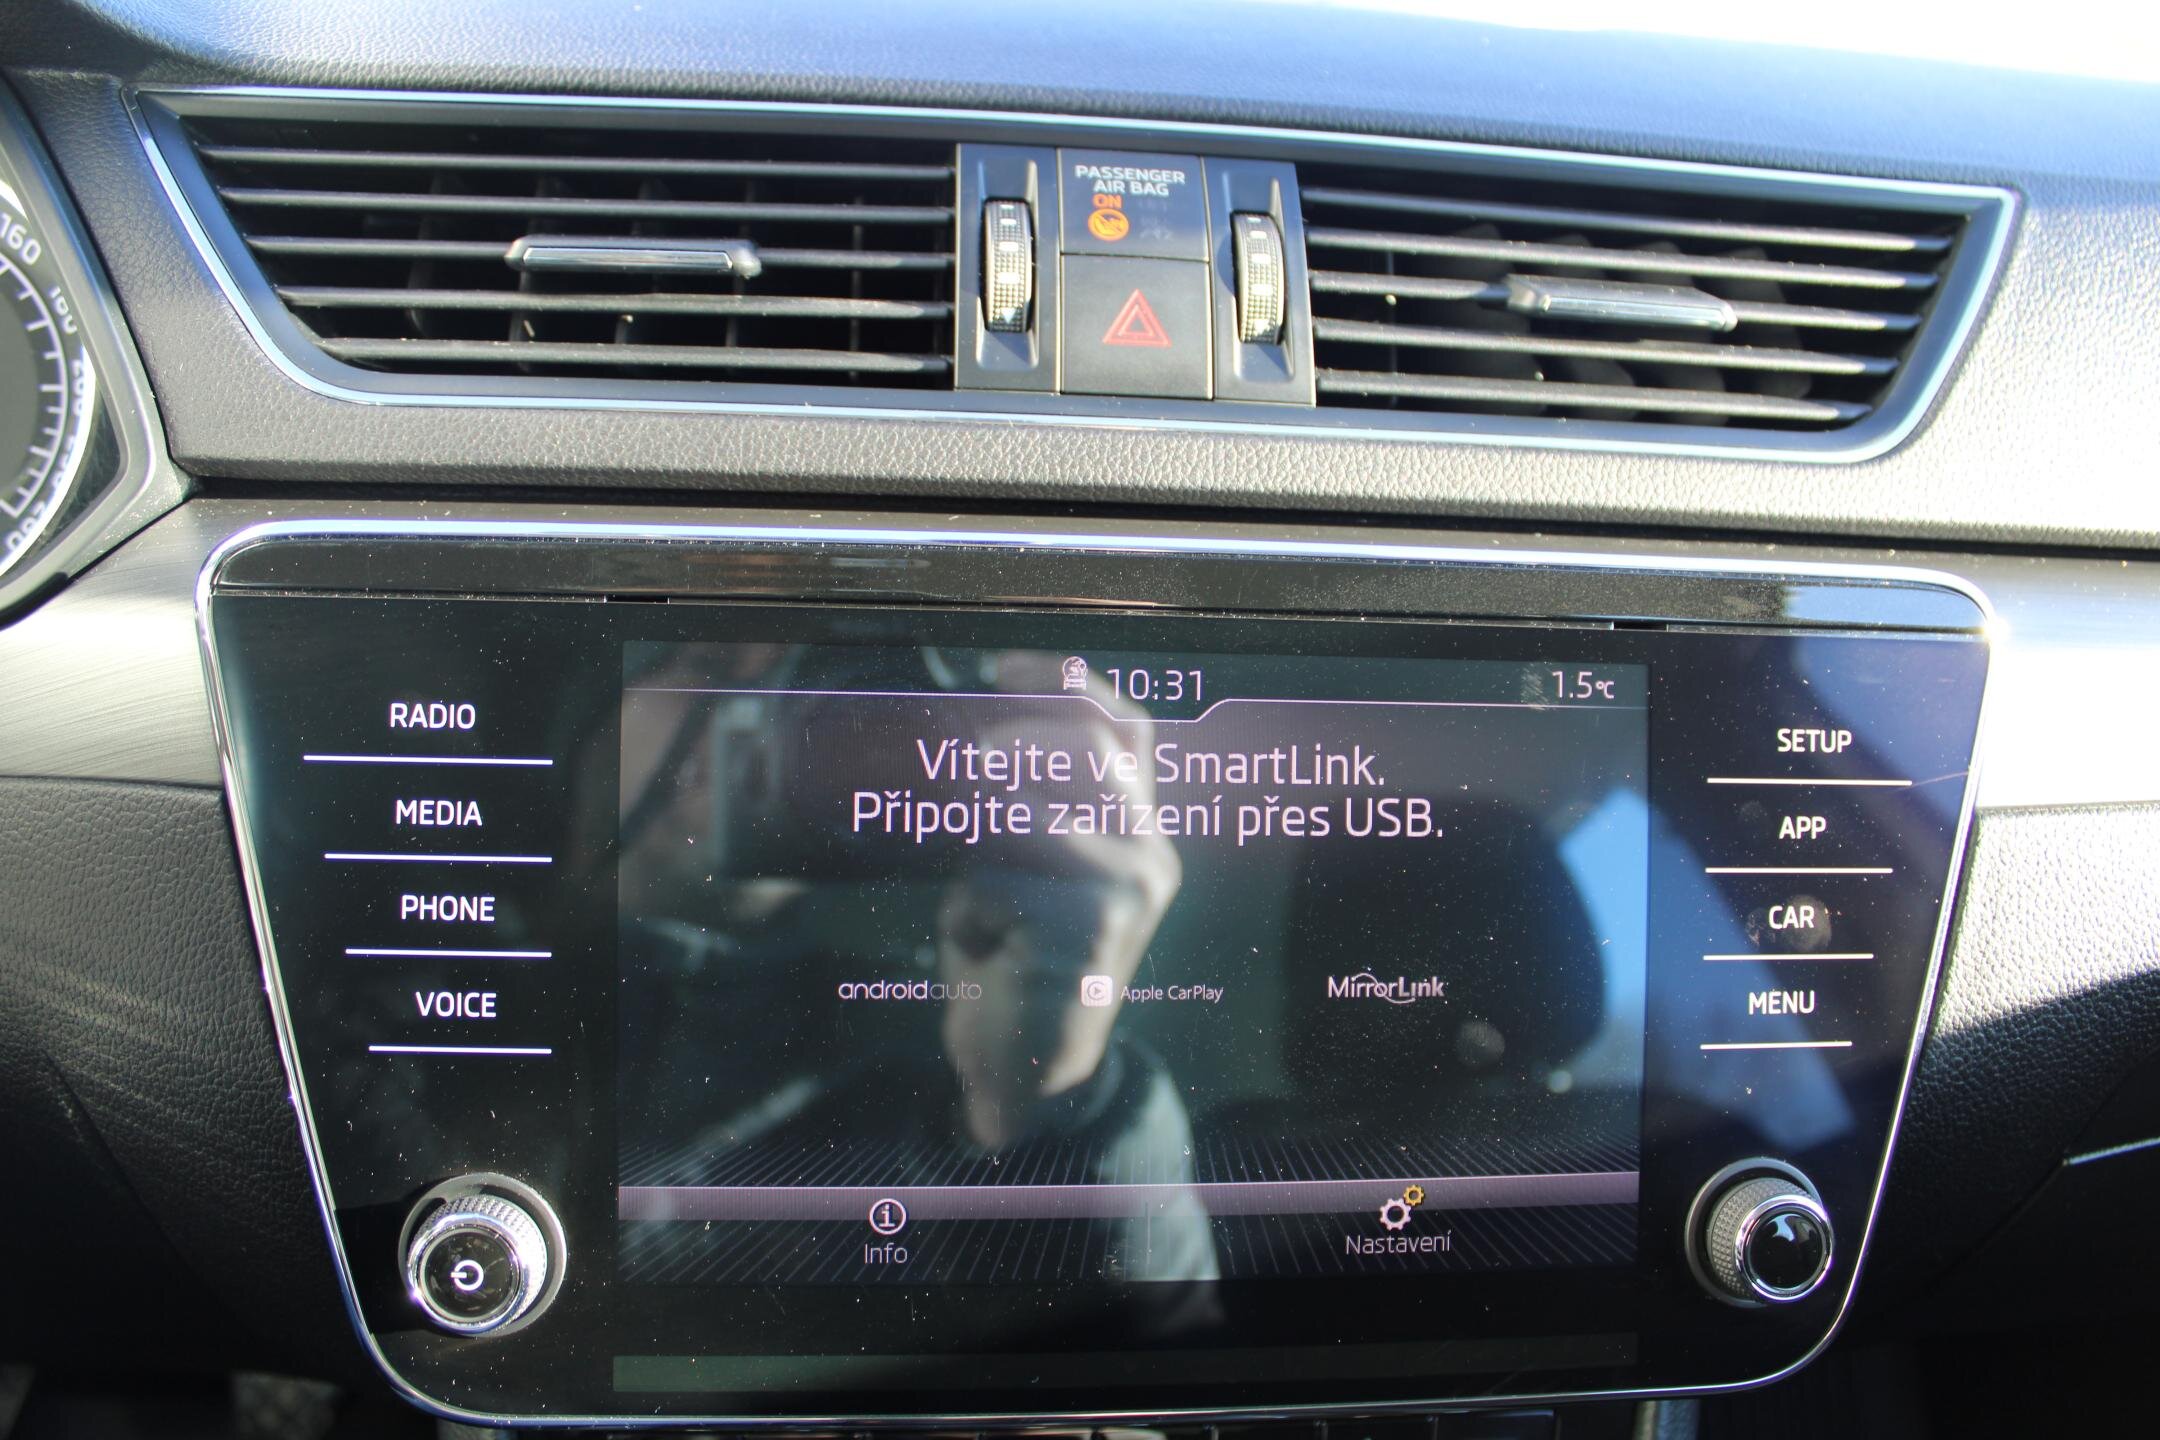 160
PASSENGER
AIR BAG
ON
10:31
1.5°C
Vítejte ve SmartLink.
Připojte zařízení přes USB.
RADIO
MEDIA
PHONE
VOICE
androidauto
Apple CarPlay
MirrorLink
SETUP
APP
CAR
MENU
Info
Nastavení